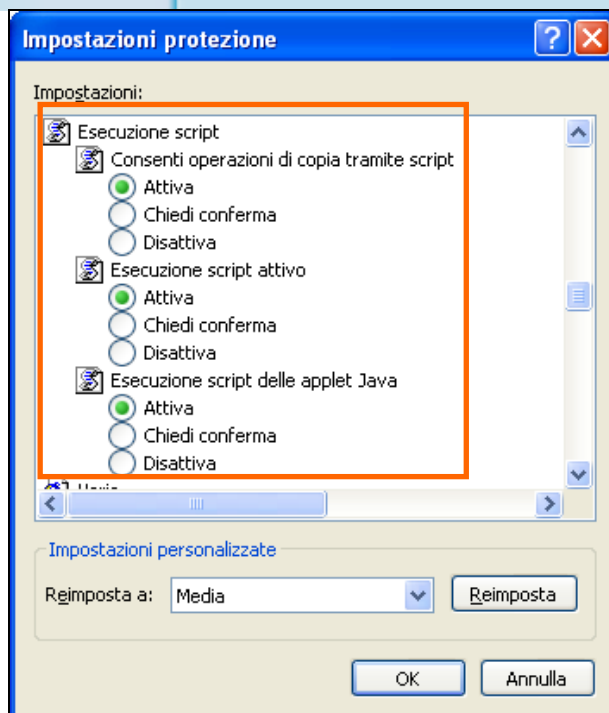 Impostazioni protezione
Impostazioni:
Esecuzione script
Consenti operazioni di copia tramite script
Attiva
Chiedi conferma
Disattiva
Esecuzione script attivo
Attiva
Chiedi conferma
Disattiva
Esecuzione script delle applet Java
Attiva
Chiedi conferma
Disattiva
Impostazioni personalizzate
Reimposta a: Media Reimposta
OK Annulla